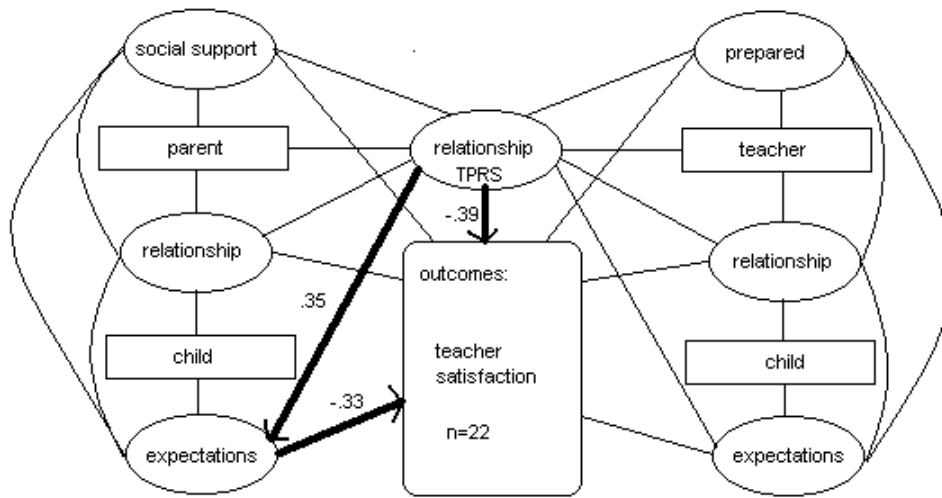 social support
prepared
parent
relationship
TPRS
teacher
-.39
relationship
outcomes:
relationship
.35
child
teacher
satisfaction
child
-.33
n=22
expectations
expectations